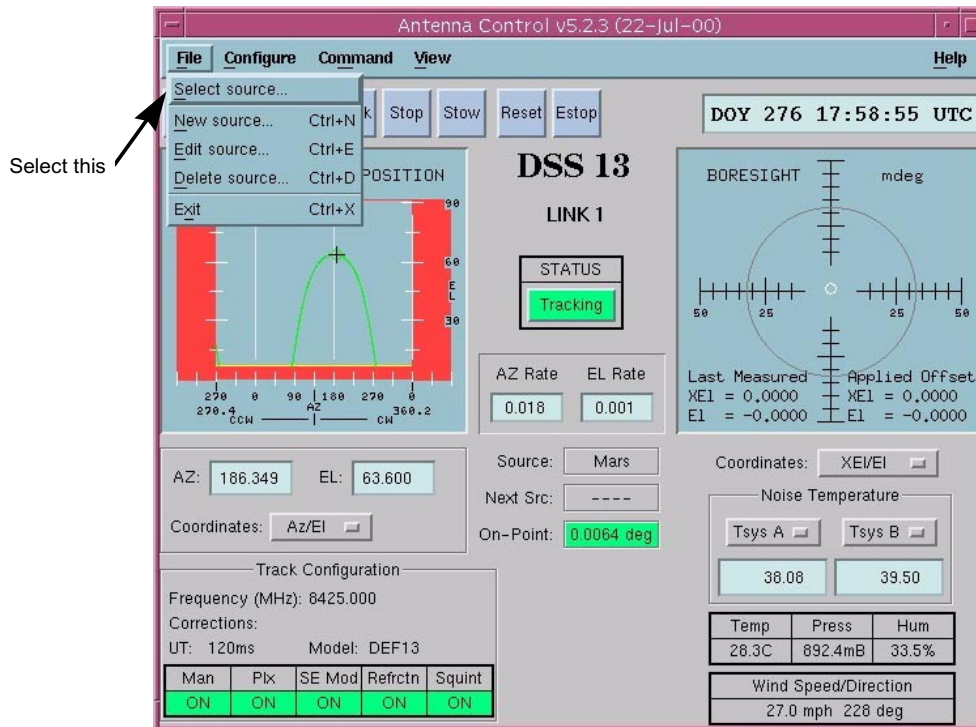 Antenna Control v5.2.3 (22-Jul-00)
File Configure Command View Help
Select source...
New source... Ctrl+N
Edit source... Ctrl+E
Delete source... Ctrl+D
Exit Ctrl+X
Select this
Stop Stow Reset Estop
DOY 276 17:58:55 UTC
POSITION
90
60
EL
30
270 0 90 180 270 0
270.4 AZ 360.2
CCW CW
DSS 13
LINK 1
STATUS
Tracking
AZ Rate EL Rate
0.018 0.001
BORESIGHT mdeg
50 25 25 50
Last Measured Applied Offset
XEl = 0.0000 XEl = 0.0000
El = -0.0000 El = -0.0000
AZ: 186.349 EL: 63.600
Coordinates: Az/El
Source: Mars
Next Src: ----
On-Point: 0.0064 deg
Coordinates: XEl/El
Noise Temperature
Tsys A Tsys B
38.08 39.50
Track Configuration
Frequency (MHz): 8425.000
Corrections:
UT: 120ms Model: DEF13
Man Plx SE Mod Refrctn Squint
ON ON ON ON ON
Temp Press Hum
28.3C 892.4mB 33.5%
Wind Speed/Direction
27.0 mph 228 deg